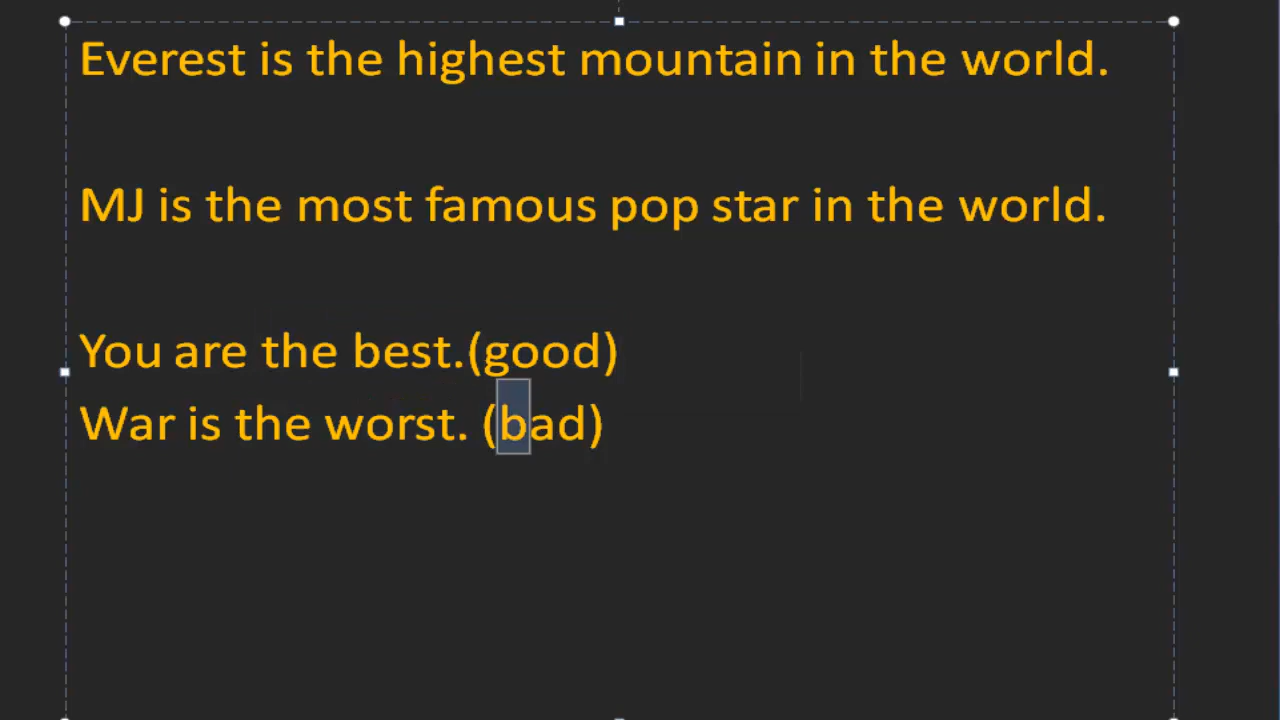 Everest is the highest mountain in the world.
MJ is the most famous pop star in the world.
You are the best.(good)
War is the worst. (bad)